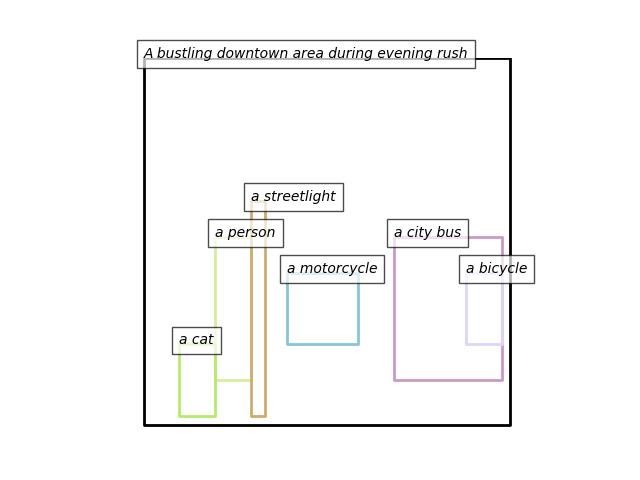 A bustling downtown area during evening rush
a streetlight
a person
a city bus
a motorcycle
a bicycle
a cat